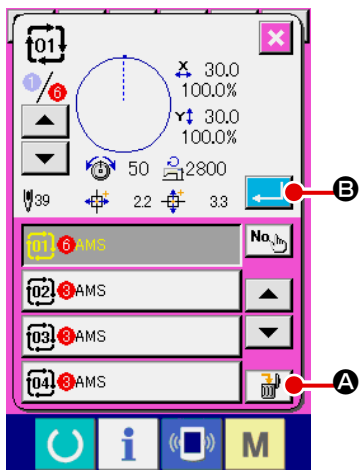 01
X 30.0
100.0%
1/6
Y 30.0
100.0%
50 2800
39 2.2 3.3
B
01 6 AMS
No.
02 3 AMS
03 3 AMS
04 3 AMS
A
i M